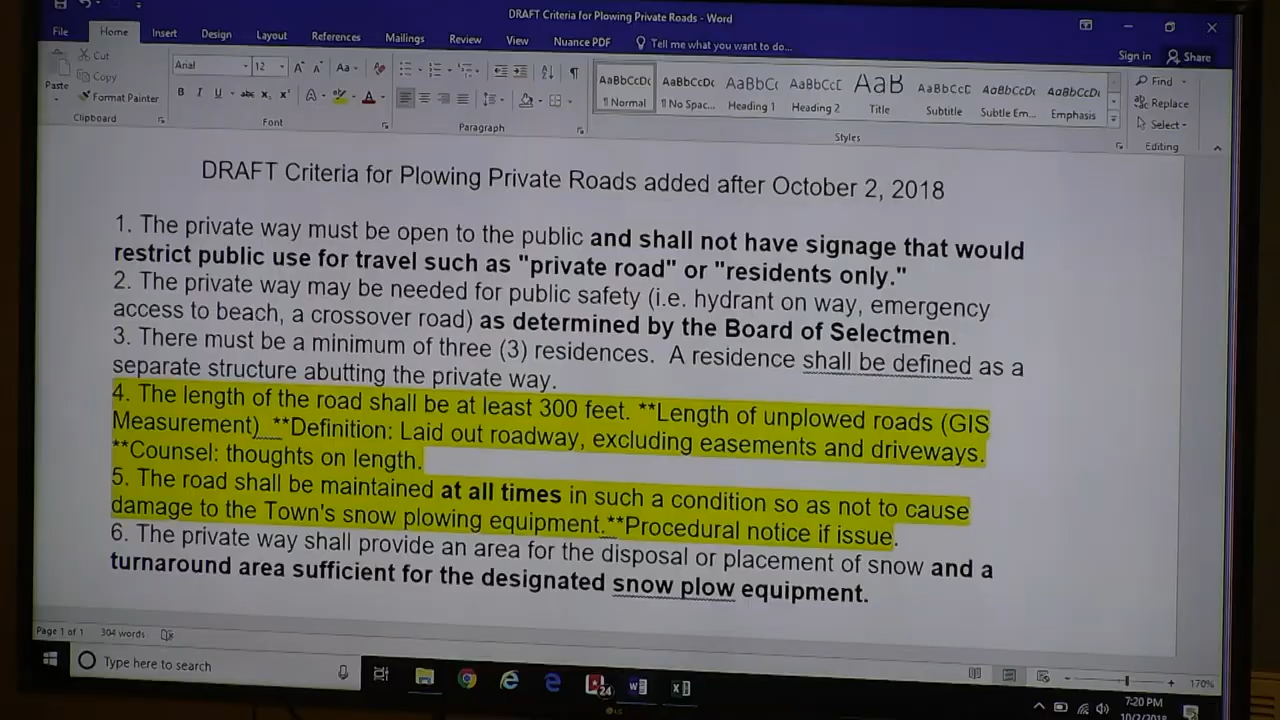 DRAFT Criteria for Plowing Private Roads - Word
File Home Insert Design Layout References Mailings Review View Nuance PDF Tell me what you want to do...
Sign in Share
Paste Cut Copy Format Painter
Arial 12
Aa
B I U abc x, x'
AaBbCcDc AaBbCcDc AaBbC( AaBbCcC AaB AaBbCcC AaBbCcDt AaBbCcDt
¶ Normal ¶ No Spac... Heading 1 Heading 2 Title Subtitle Subtle Em... Emphasis
Find
Replace
Select
Clipboard Font Paragraph Styles Editing
DRAFT Criteria for Plowing Private Roads added after October 2, 2018
1. The private way must be open to the public and shall not have signage that would
restrict public use for travel such as "private road" or "residents only."
2. The private way may be needed for public safety (i.e. hydrant on way, emergency
access to beach, a crossover road) as determined by the Board of Selectmen.
3. There must be a minimum of three (3) residences. A residence shall be defined as a
separate structure abutting the private way.
4. The length of the road shall be at least 300 feet. **Length of unplowed roads (GIS
Measurement) **Definition: Laid out roadway, excluding easements and driveways.
**Counsel: thoughts on length.
5. The road shall be maintained at all times in such a condition so as not to cause
damage to the Town's snow plowing equipment.**Procedural notice if issue.
6. The private way shall provide an area for the disposal or placement of snow and a
turnaround area sufficient for the designated snow plow equipment.
Page 1 of 1 304 words
170%
Type here to search
24
7:20 PM
10/2/2018
LG